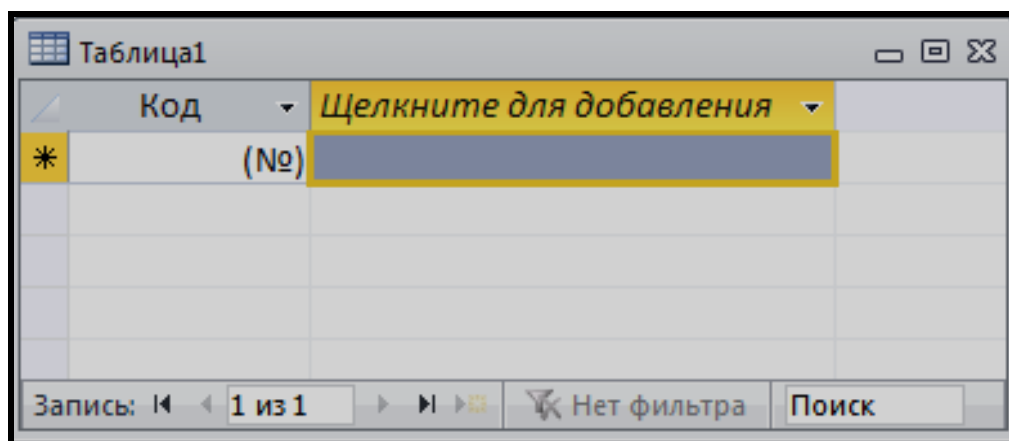 Таблица1
Код Щелкните для добавления
(№)
Запись: 1 из 1 Нет фильтра Поиск